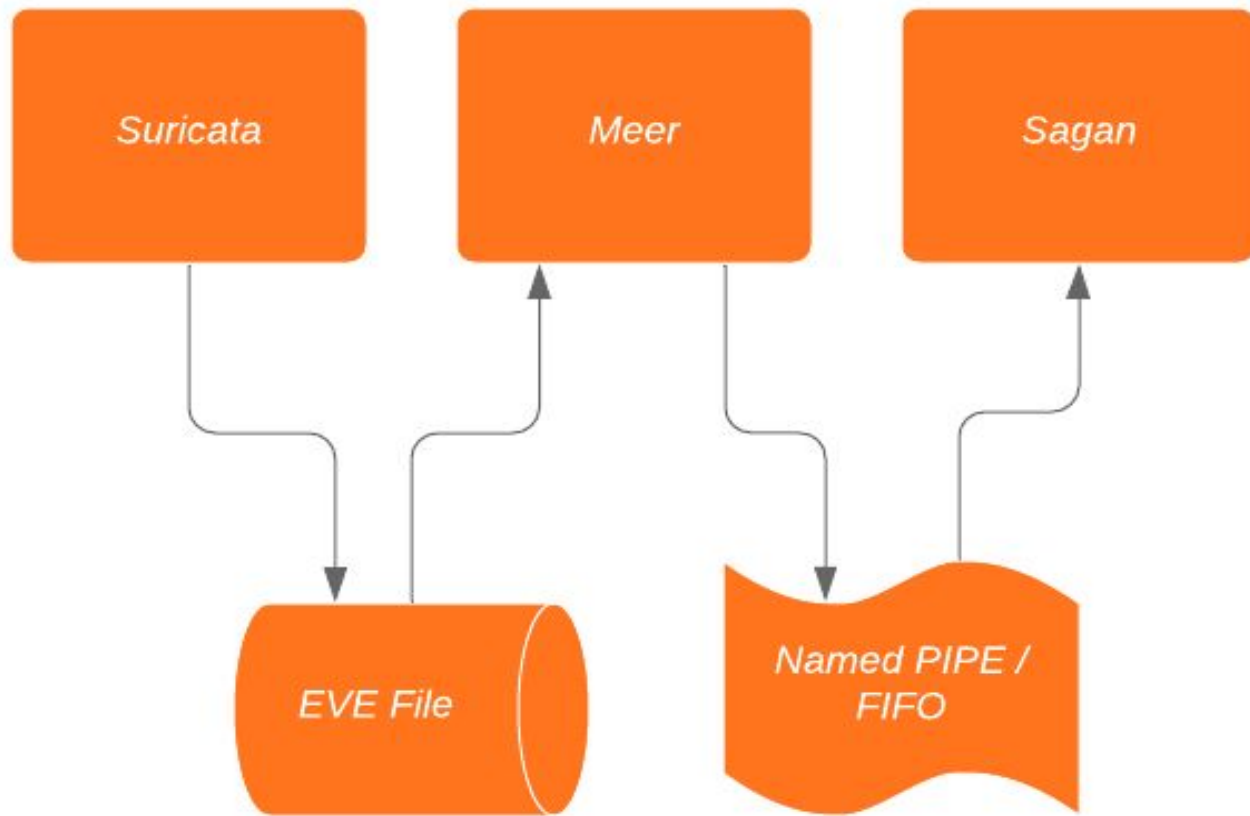 Suricata
Meer
Sagan
EVE File
Named PIPE /
FIFO